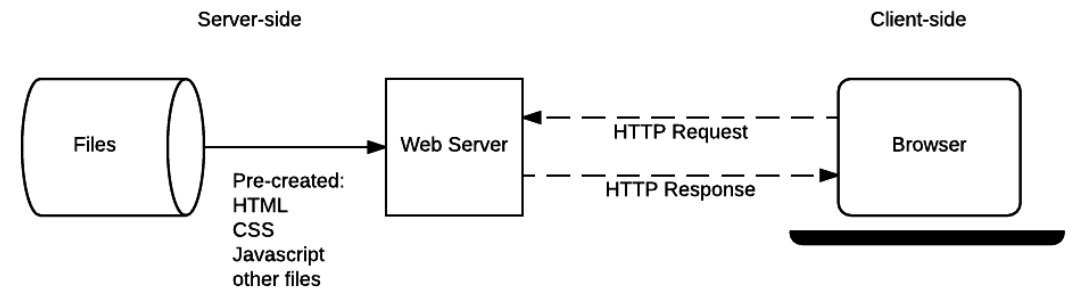 Server-side
Client-side
Files
Web Server
Browser
HTTP Request
HTTP Response
Pre-created:
HTML
CSS
Javascript
other files